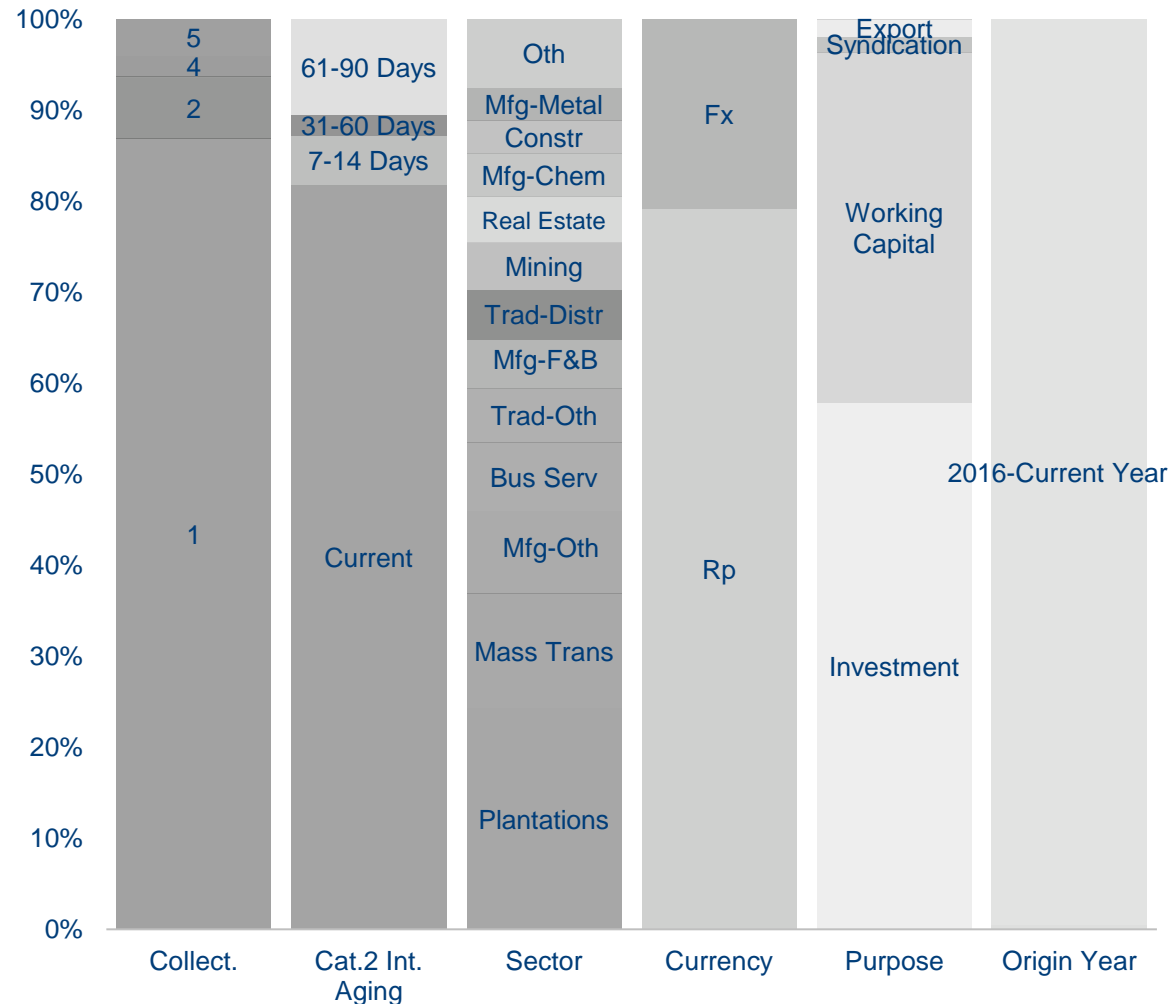 100%
90%
80%
70%
60%
50%
40%
30%
20%
10%
0%
5
4
2
1
61-90 Days
31-60 Days
7-14 Days
Current
Oth
Mfg-Metal
Constr
Mfg-Chem
Real Estate
Mining
Trad-Distr
Mfg-F&B
Trad-Oth
Bus Serv
Mfg-Oth
Mass Trans
Plantations
Fx
Rp
Export
Syndication
Working
Capital
Investment
2016-Current Year
Collect.
Cat.2 Int.
Aging
Sector
Currency
Purpose
Origin Year